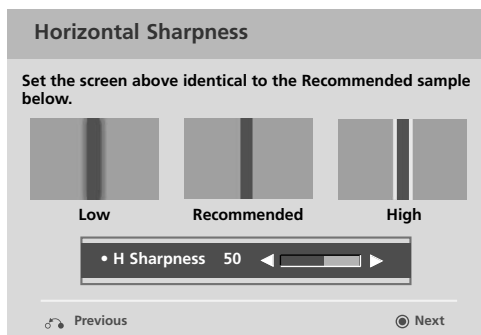 Horizontal Sharpness
Set the screen above identical to the Recommended sample
below.
Low Recommended High
• H Sharpness 50 ◀ ▶
Previous ◉ Next